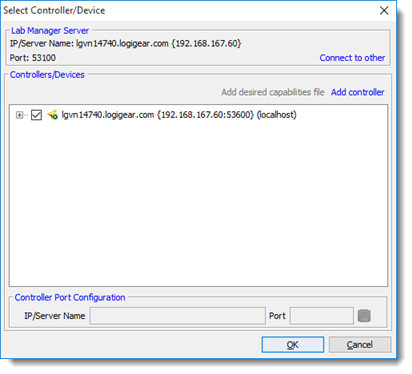 Select Controller/Device
Lab Manager Server
IP/Server Name: lgvn14740.logigear.com {192.168.167.60}
Port: 53100
Connect to other
Controllers/Devices
Add desired capabilities file Add controller
lgvn14740.logigear.com {192.168.167.60:53600} (localhost)
Controller Port Configuration
IP/Server Name Port
OK Cancel